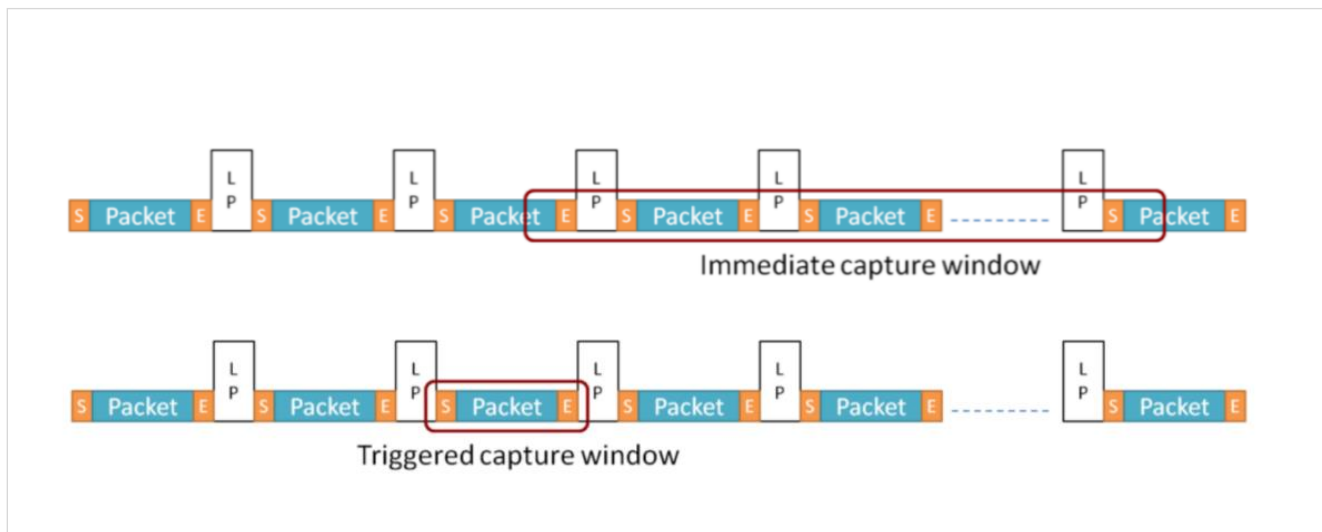 L L L L L
P P P P P
S Packet E S Packet E S Packet E S Packet E S Packet E S Packet E
Immediate capture window
L L L L L
P P P P P
S Packet E S Packet E S Packet E S Packet E S Packet E S Packet E
Triggered capture window